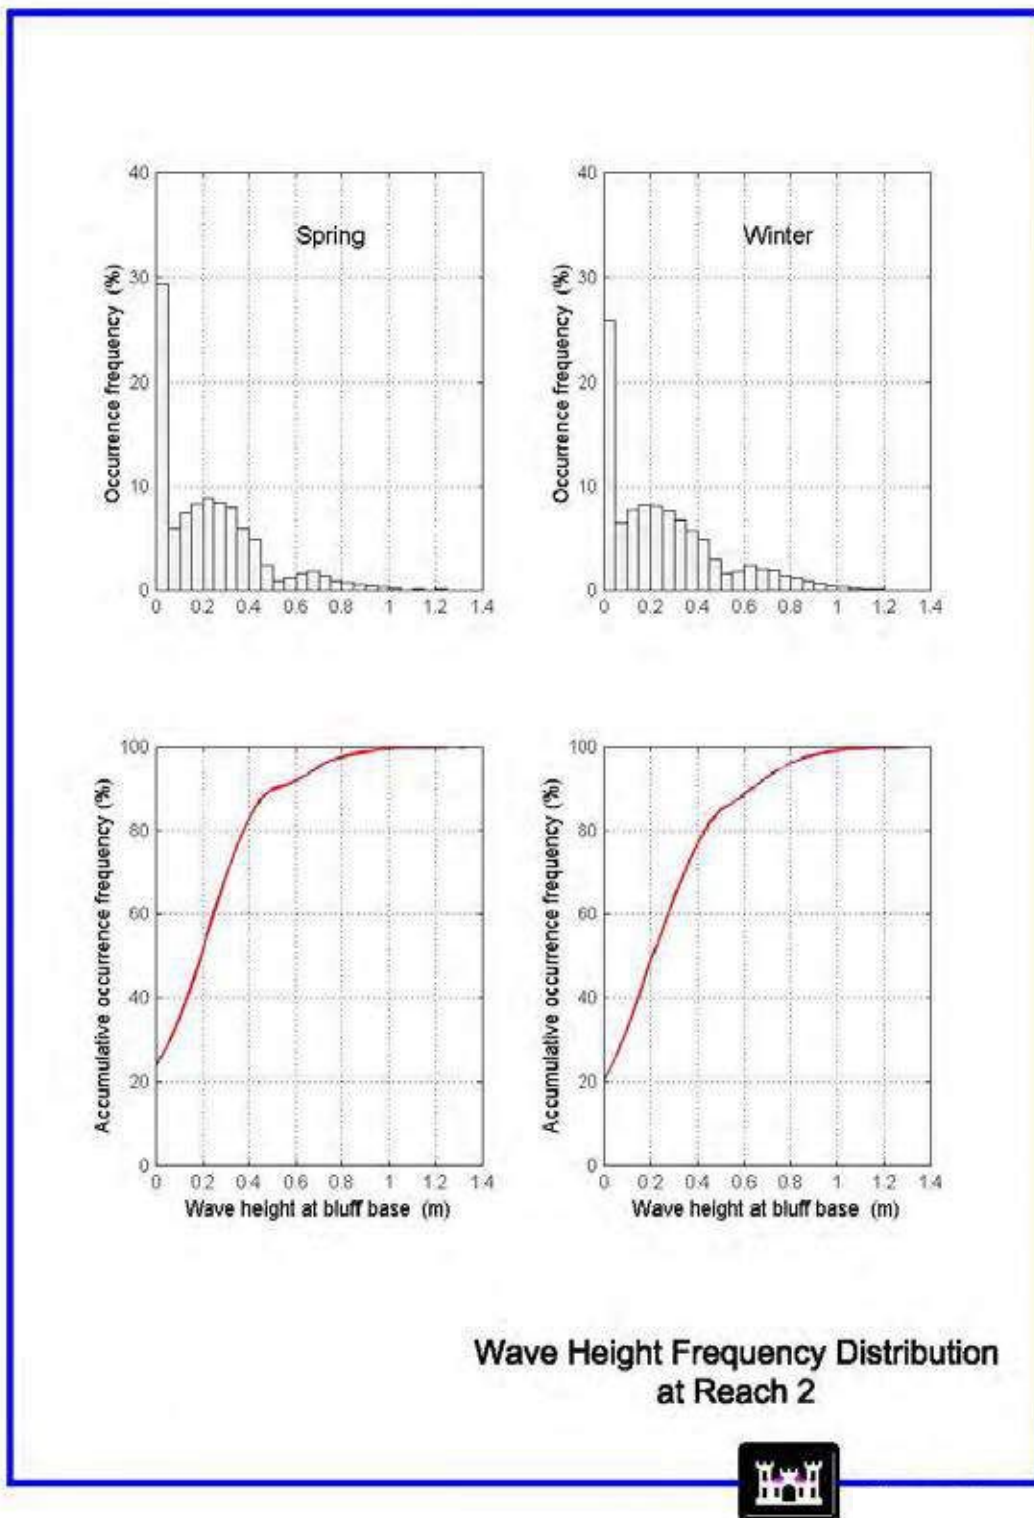 40
30
20
10
0
Occurrence frequency (%)
Spring
0 0.2 0.4 0.6 0.8 1 1.2 1.4
40
30
20
10
0
Occurrence frequency (%)
Winter
0 0.2 0.4 0.6 0.8 1 1.2 1.4
100
80
60
40
20
0
Accumulative occurrence frequency (%)
0 0.2 0.4 0.6 0.8 1 1.2 1.4
Wave height at bluff base (m)
100
80
60
40
20
0
Accumulative occurrence frequency (%)
0 0.2 0.4 0.6 0.8 1 1.2 1.4
Wave height at bluff base (m)
Wave Height Frequency Distribution
at Reach 2